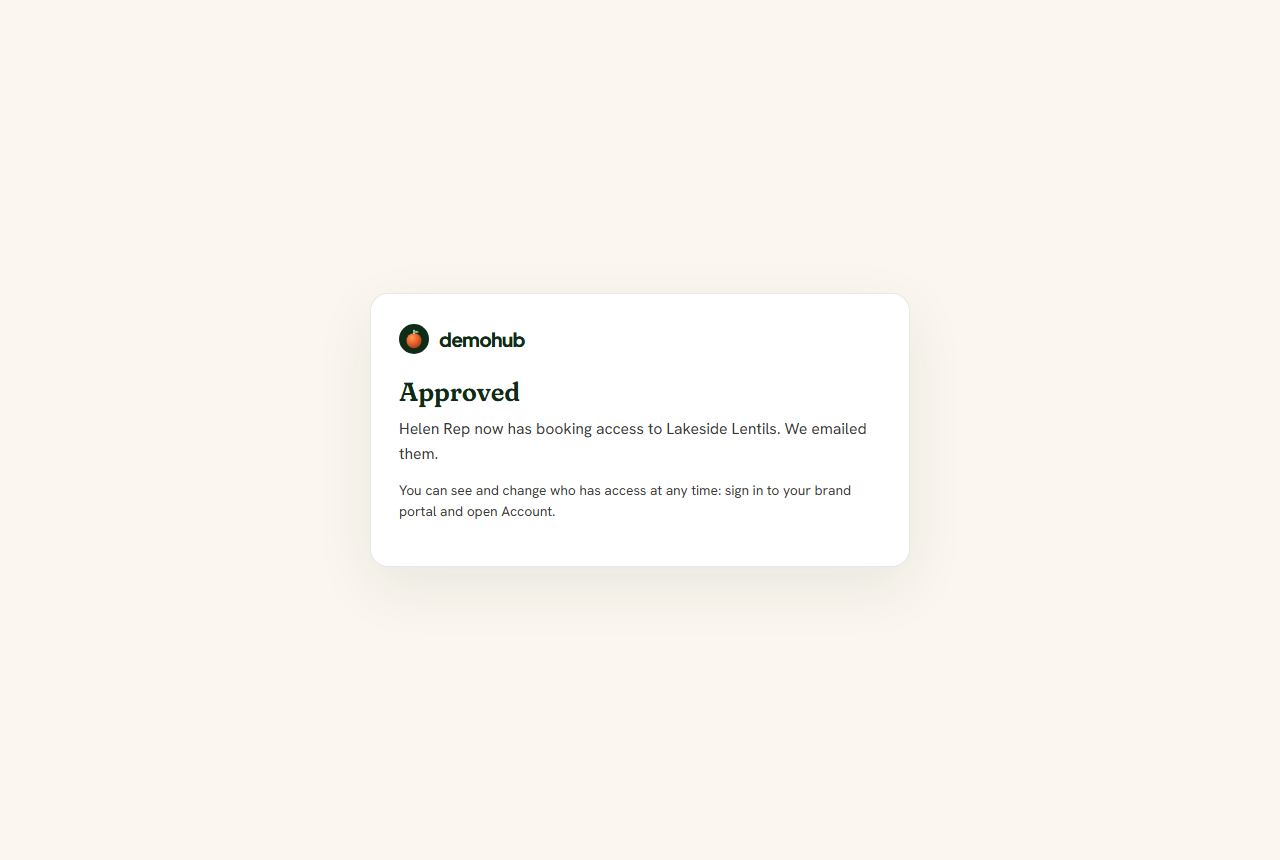 demohub
Approved
Helen Rep now has booking access to Lakeside Lentils. We emailed
them.
You can see and change who has access at any time: sign in to your brand
portal and open Account.